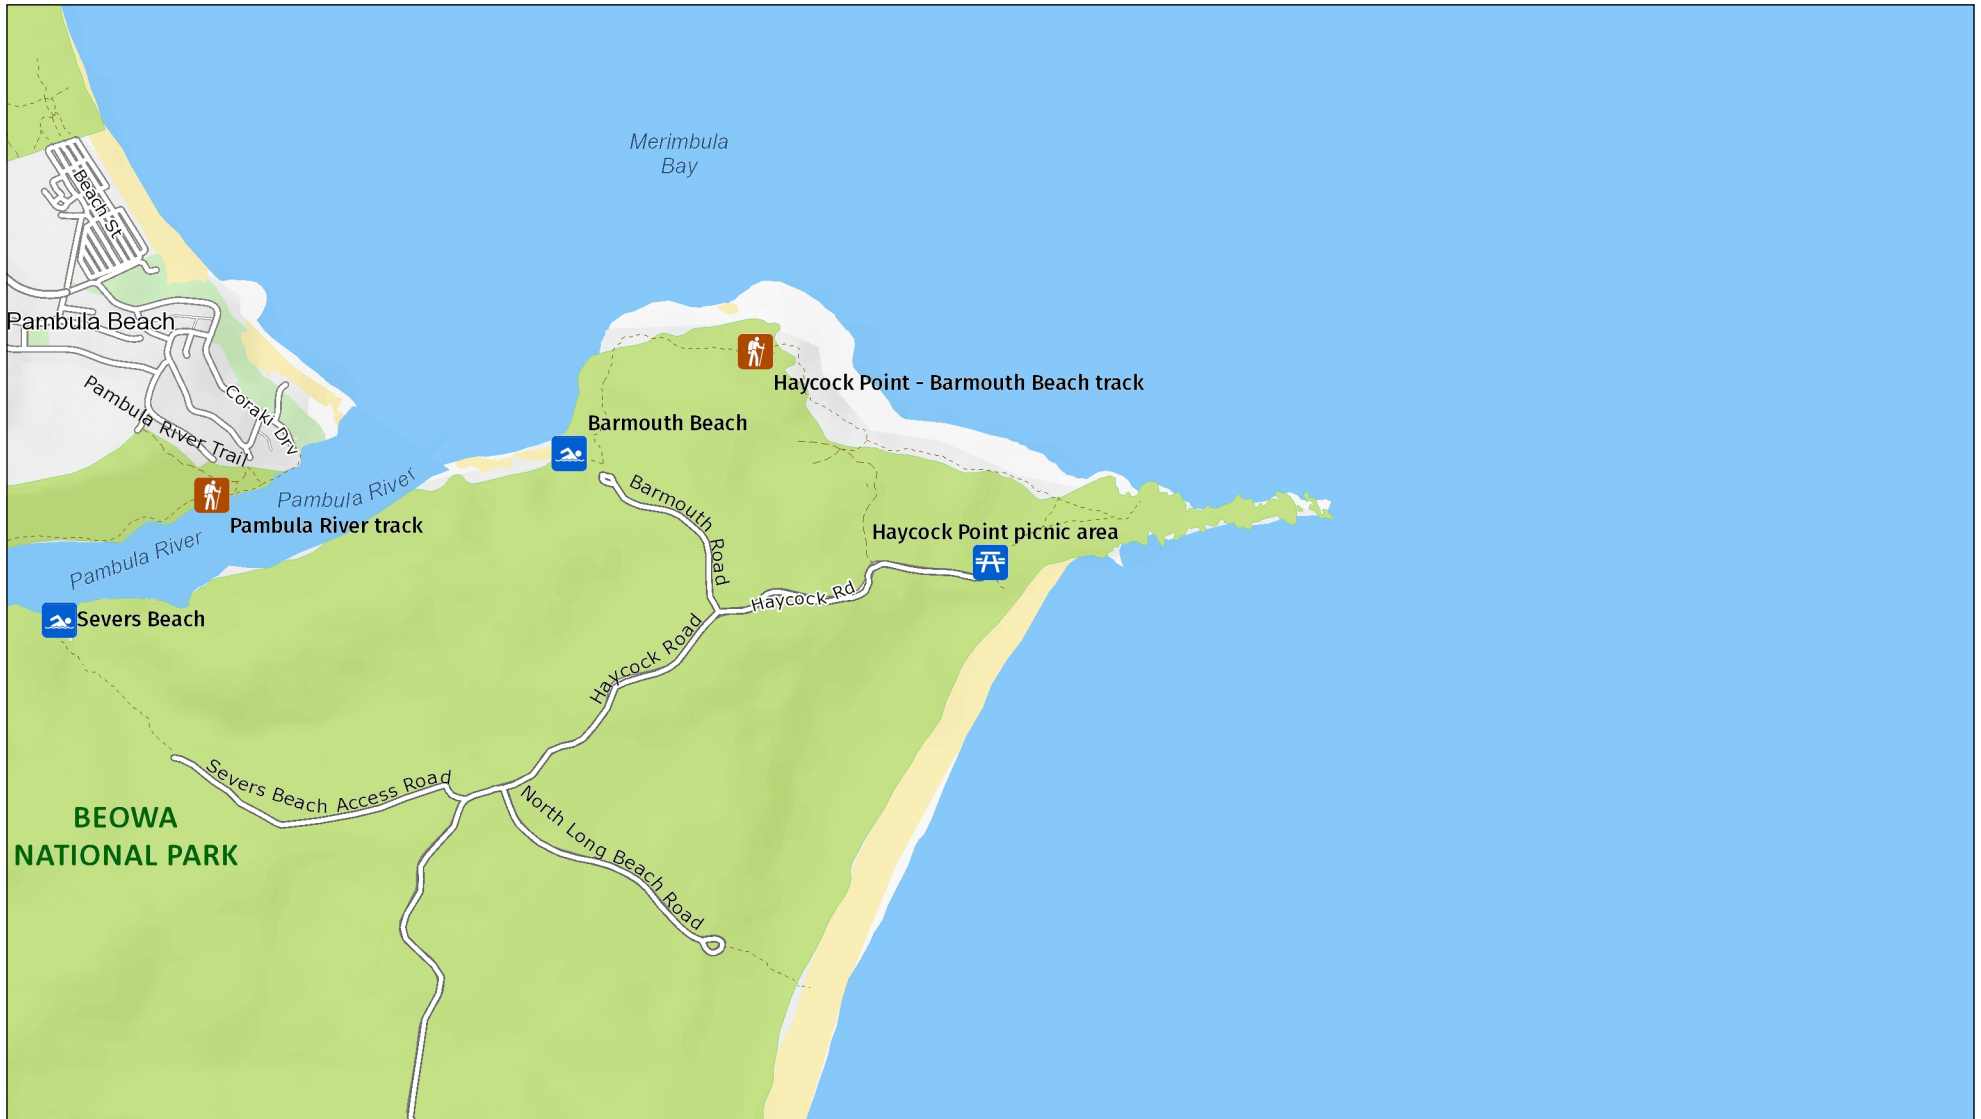 Merimbula
Bay
Beach St
Pambula Beach
Haycock Point - Barmouth Beach track
Coraki Drv
Pambula River Trail
Barmouth Beach
Pambula River
Barmouth Road
Pambula River track
Haycock Point picnic area
Pambula River
Haycock Rd
Severs Beach
Haycock Road
Severs Beach Access Road
North Long Beach Road
BEOWA
NATIONAL PARK